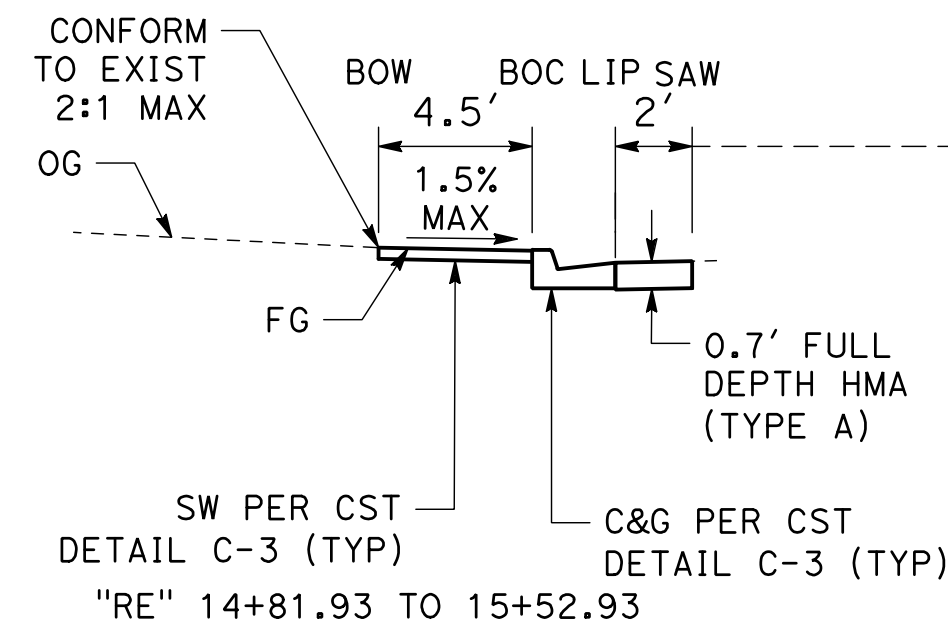 CONFORM
TO EXIST
2:1 MAX
BOW
BOC LIP SAW
4.5′
2′
OG
1.5%
MAX
FG
0.7′ FULL
DEPTH HMA
(TYPE A)
SW PER CST
DETAIL C-3 (TYP)
C&G PER CST
DETAIL C-3 (TYP)
"RE" 14+81.93 TO 15+52.93